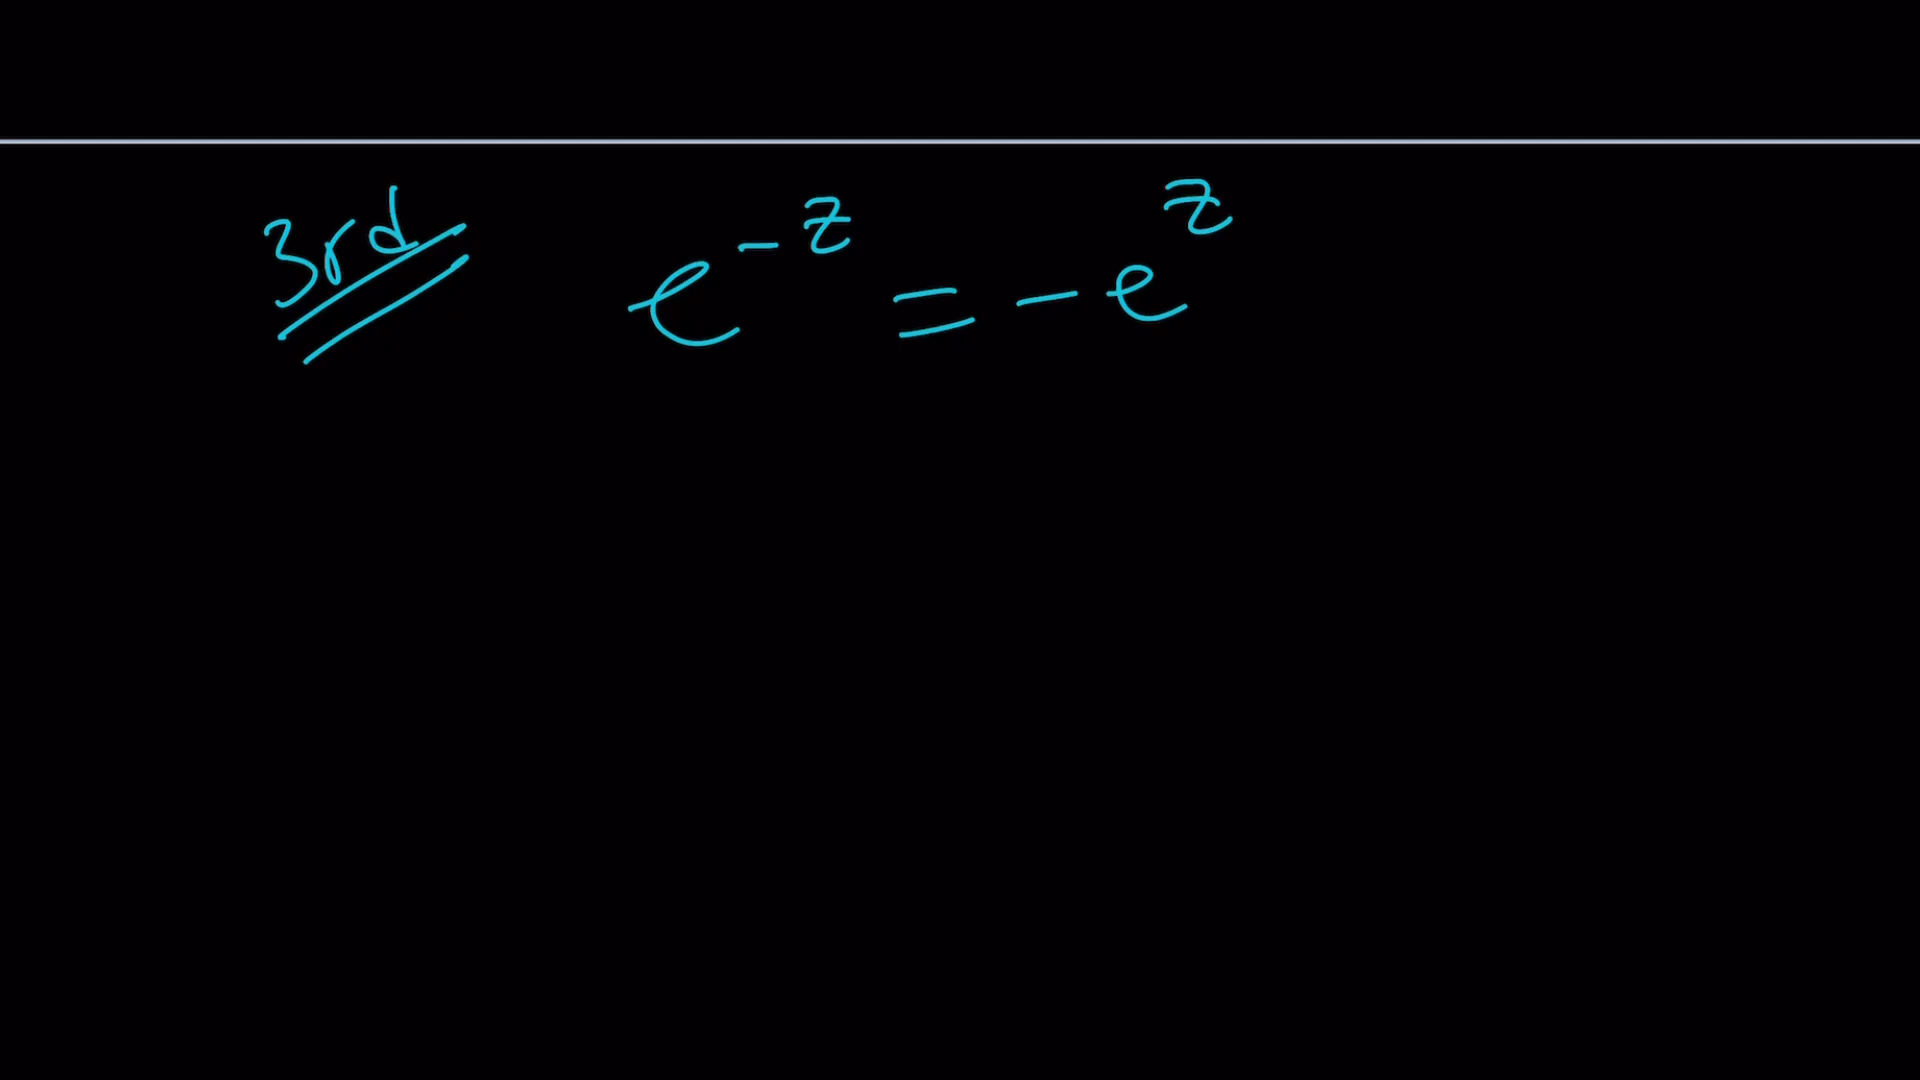 3rd e^{-z} = -e^{z}